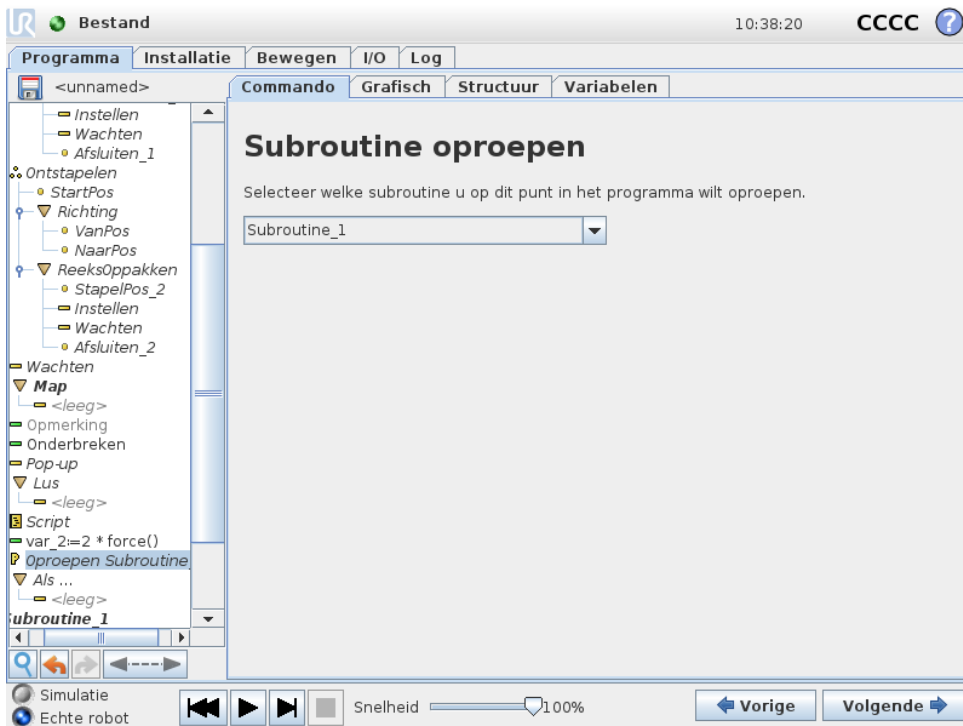 UR Bestand 10:38:20 CCCC ?
Programma Installatie Bewegen I/O Log
<unnamed> Commando Grafisch Structuur Variabelen
Instellen
Wachten
Afsluiten_1
Ontstapelen
StartPos
Richting
VanPos
NaarPos
ReeksOppakken
StapelPos_2
Instellen
Wachten
Afsluiten_2
Wachten
Map
<leeg>
Opmerking
Onderbreken
Pop-up
Lus
<leeg>
Script
var_2:=2 * force()
Oproepen Subroutine_
Als ...
<leeg>
ubroutine_1
Subroutine oproepen
Selecteer welke subroutine u op dit punt in het programma wilt oproepen.
Subroutine_1
Simulatie
Echte robot
Snelheid 100%
Vorige Volgende